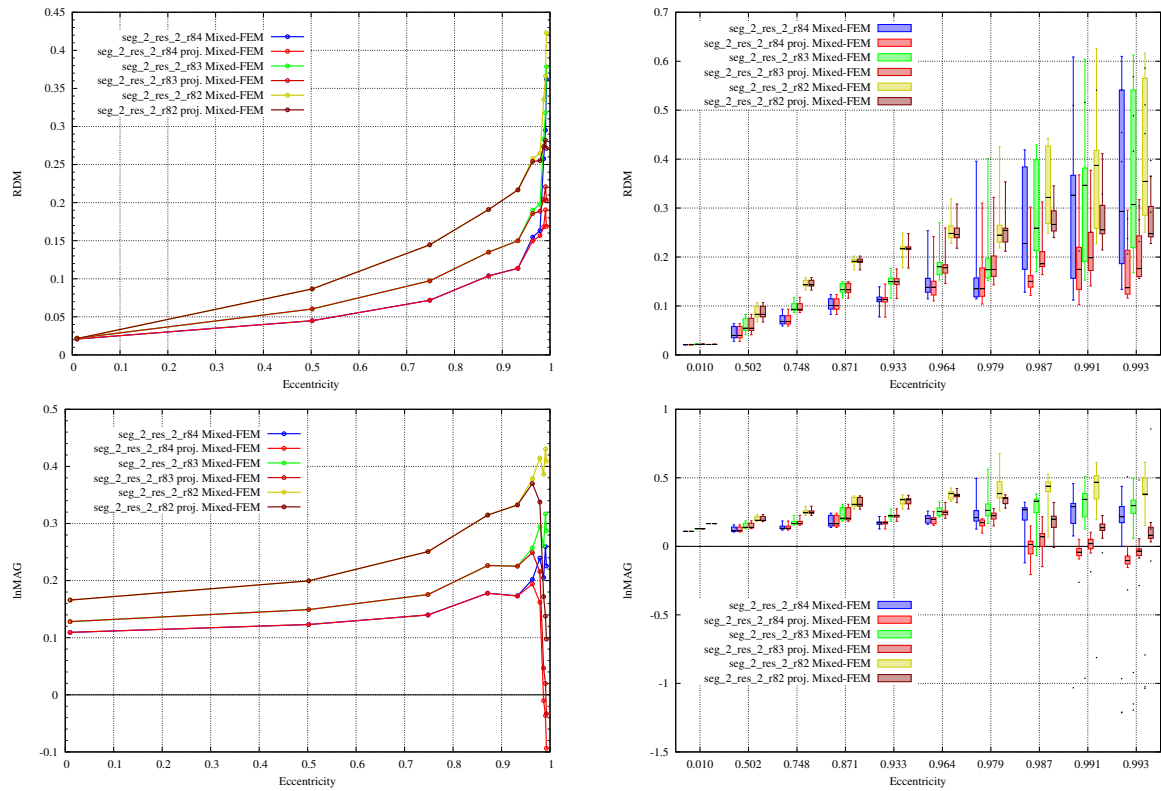 0.45
0.4
0.35
0.3
0.25
0.2
0.15
0.1
0.05
0
RDM
seg_2_res_2_r84 Mixed-FEM
seg_2_res_2_r84 proj. Mixed-FEM
seg_2_res_2_r83 Mixed-FEM
seg_2_res_2_r83 proj. Mixed-FEM
seg_2_res_2_r82 Mixed-FEM
seg_2_res_2_r82 proj. Mixed-FEM
0 0.1 0.2 0.3 0.4 0.5 0.6 0.7 0.8 0.9 1
Eccentricity
0.7
0.6
0.5
0.4
0.3
0.2
0.1
0
RDM
seg_2_res_2_r84 Mixed-FEM
seg_2_res_2_r84 proj. Mixed-FEM
seg_2_res_2_r83 Mixed-FEM
seg_2_res_2_r83 proj. Mixed-FEM
seg_2_res_2_r82 Mixed-FEM
seg_2_res_2_r82 proj. Mixed-FEM
0.010 0.502 0.748 0.871 0.933 0.964 0.979 0.987 0.991 0.993
Eccentricity
0.5
0.4
0.3
0.2
0.1
0
-0.1
lnMAG
seg_2_res_2_r84 Mixed-FEM
seg_2_res_2_r84 proj. Mixed-FEM
seg_2_res_2_r83 Mixed-FEM
seg_2_res_2_r83 proj. Mixed-FEM
seg_2_res_2_r82 Mixed-FEM
seg_2_res_2_r82 proj. Mixed-FEM
0 0.1 0.2 0.3 0.4 0.5 0.6 0.7 0.8 0.9 1
Eccentricity
1
0.5
0
-0.5
-1
-1.5
lnMAG
seg_2_res_2_r84 Mixed-FEM
seg_2_res_2_r84 proj. Mixed-FEM
seg_2_res_2_r83 Mixed-FEM
seg_2_res_2_r83 proj. Mixed-FEM
seg_2_res_2_r82 Mixed-FEM
seg_2_res_2_r82 proj. Mixed-FEM
0.010 0.502 0.748 0.871 0.933 0.964 0.979 0.987 0.991 0.993
Eccentricity